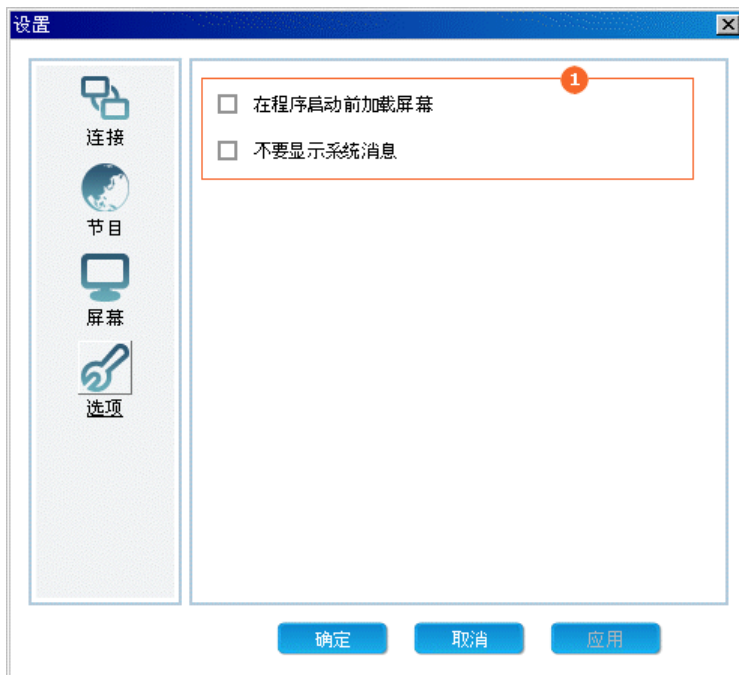 设置
连接
节目
屏幕
选项
1
在程序启动前加载屏幕
不要显示系统消息
确定
取消
应用